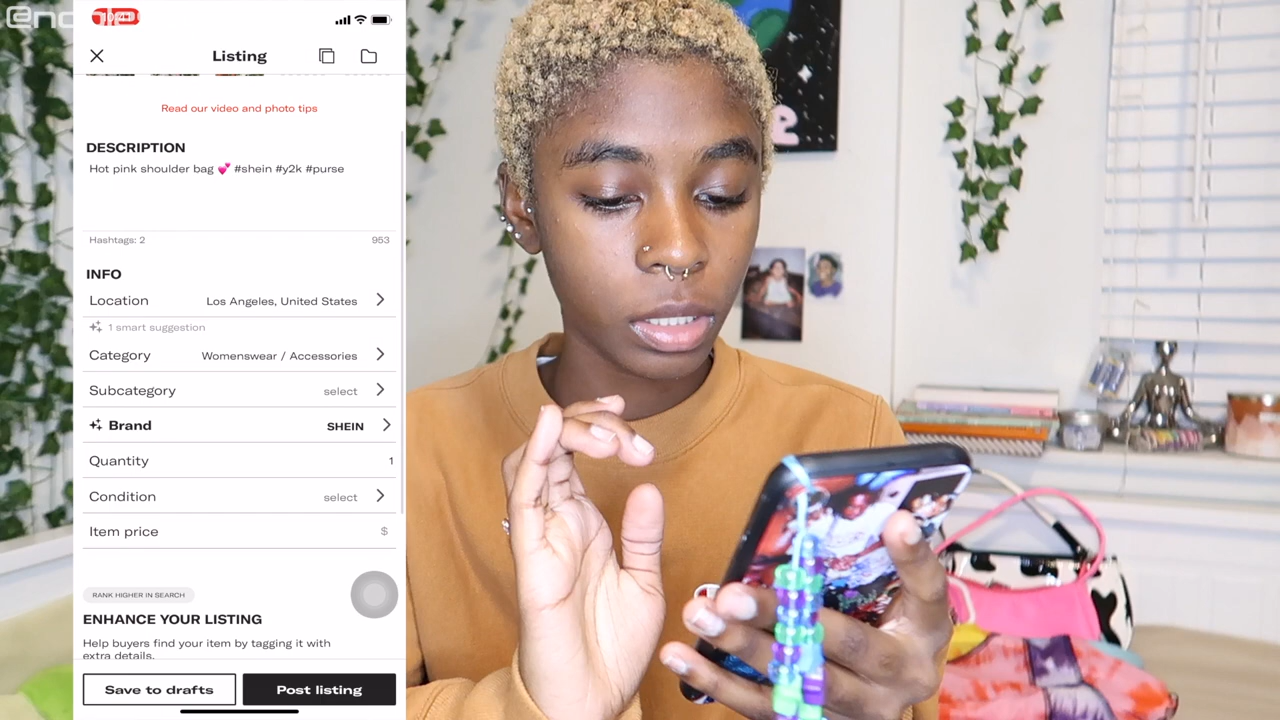 Listing
Read our video and photo tips
DESCRIPTION
Hot pink shoulder bag 💕 #shein #y2k #purse
Hashtags: 2
953
INFO
Location
Los Angeles, United States
1 smart suggestion
Category
Womenswear / Accessories
Subcategory
select
Brand
SHEIN
Quantity
1
Condition
select
Item price
$
RANK HIGHER IN SEARCH
ENHANCE YOUR LISTING
Help buyers find your item by tagging it with
extra details.
Save to drafts
Post listing